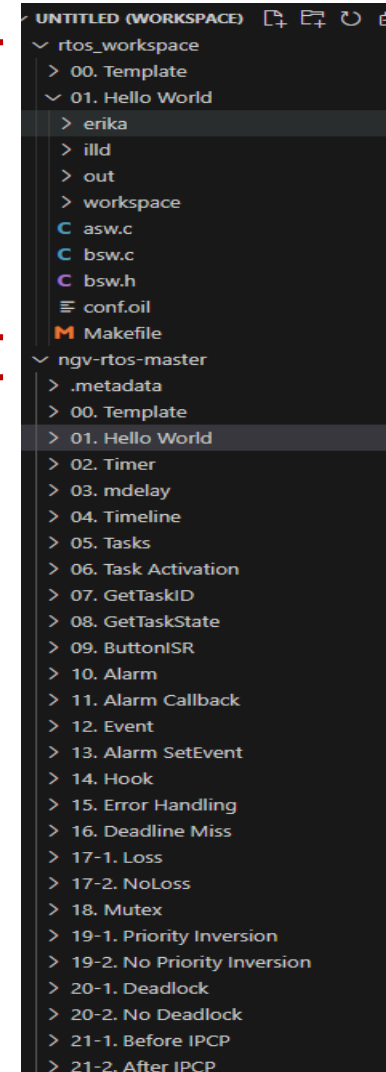 UNTITLED (WORKSPACE)
rtos_workspace
00. Template
01. Hello World
erika
illd
out
workspace
C asw.c
C bsw.c
C bsw.h
conf.oil
M Makefile
ngv-rtos-master
.metadata
00. Template
01. Hello World
02. Timer
03. mdelay
04. Timeline
05. Tasks
06. Task Activation
07. GetTaskID
08. GetTaskState
09. ButtonISR
10. Alarm
11. Alarm Callback
12. Event
13. Alarm SetEvent
14. Hook
15. Error Handling
16. Deadline Miss
17-1. Loss
17-2. NoLoss
18. Mutex
19-1. Priority Inversion
19-2. No Priority Inversion
20-1. Deadlock
20-2. No Deadlock
21-1. Before IPCP
21-2. After IPCP